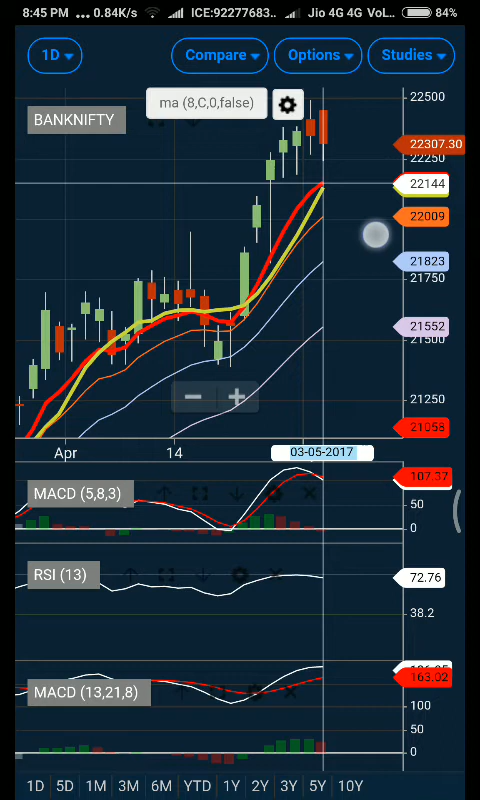 8:45 PM ... 0.84K/s ııl ICE:92277683.. ııl Jio 4G 4G VoL... 84%
1D Compare Options Studies
ma (8,C,0,false)
22500
BANKNIFTY
22307.30
22250
22144
22009
21823
21750
21552
21500
21250
21058
Apr 14 03-05-2017
MACD (5,8,3)
107.37
50
0
RSI (13)
72.76
38.2
MACD (13,21,8)
163.02
100
50
0
1D 5D 1M 3M 6M YTD 1Y 2Y 3Y 5Y 10Y